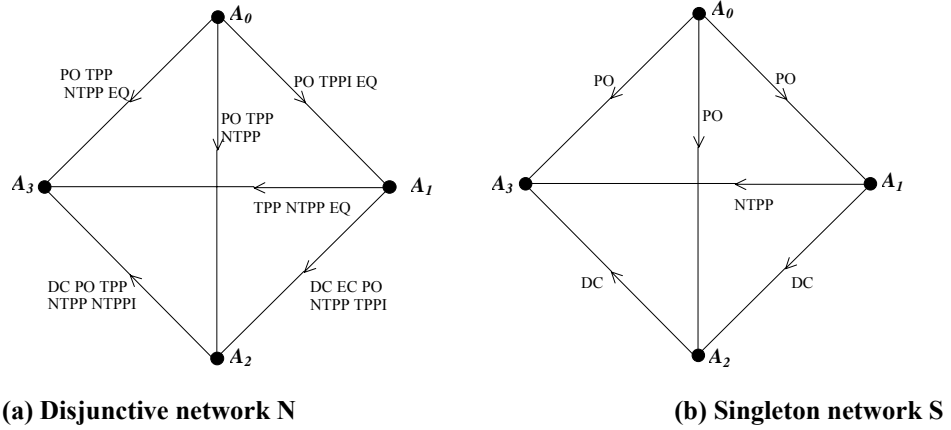 A0
PO TPP
NTPP EQ
PO TPPI EQ
PO TPP
NTPP
A3
A1
TPP NTPP EQ
DC PO TPP
NTPP NTPPI
DC EC PO
NTPP TPPI
A2
(a) Disjunctive network N
A0
PO
PO
PO
A3
A1
NTPP
DC
DC
A2
(b) Singleton network S